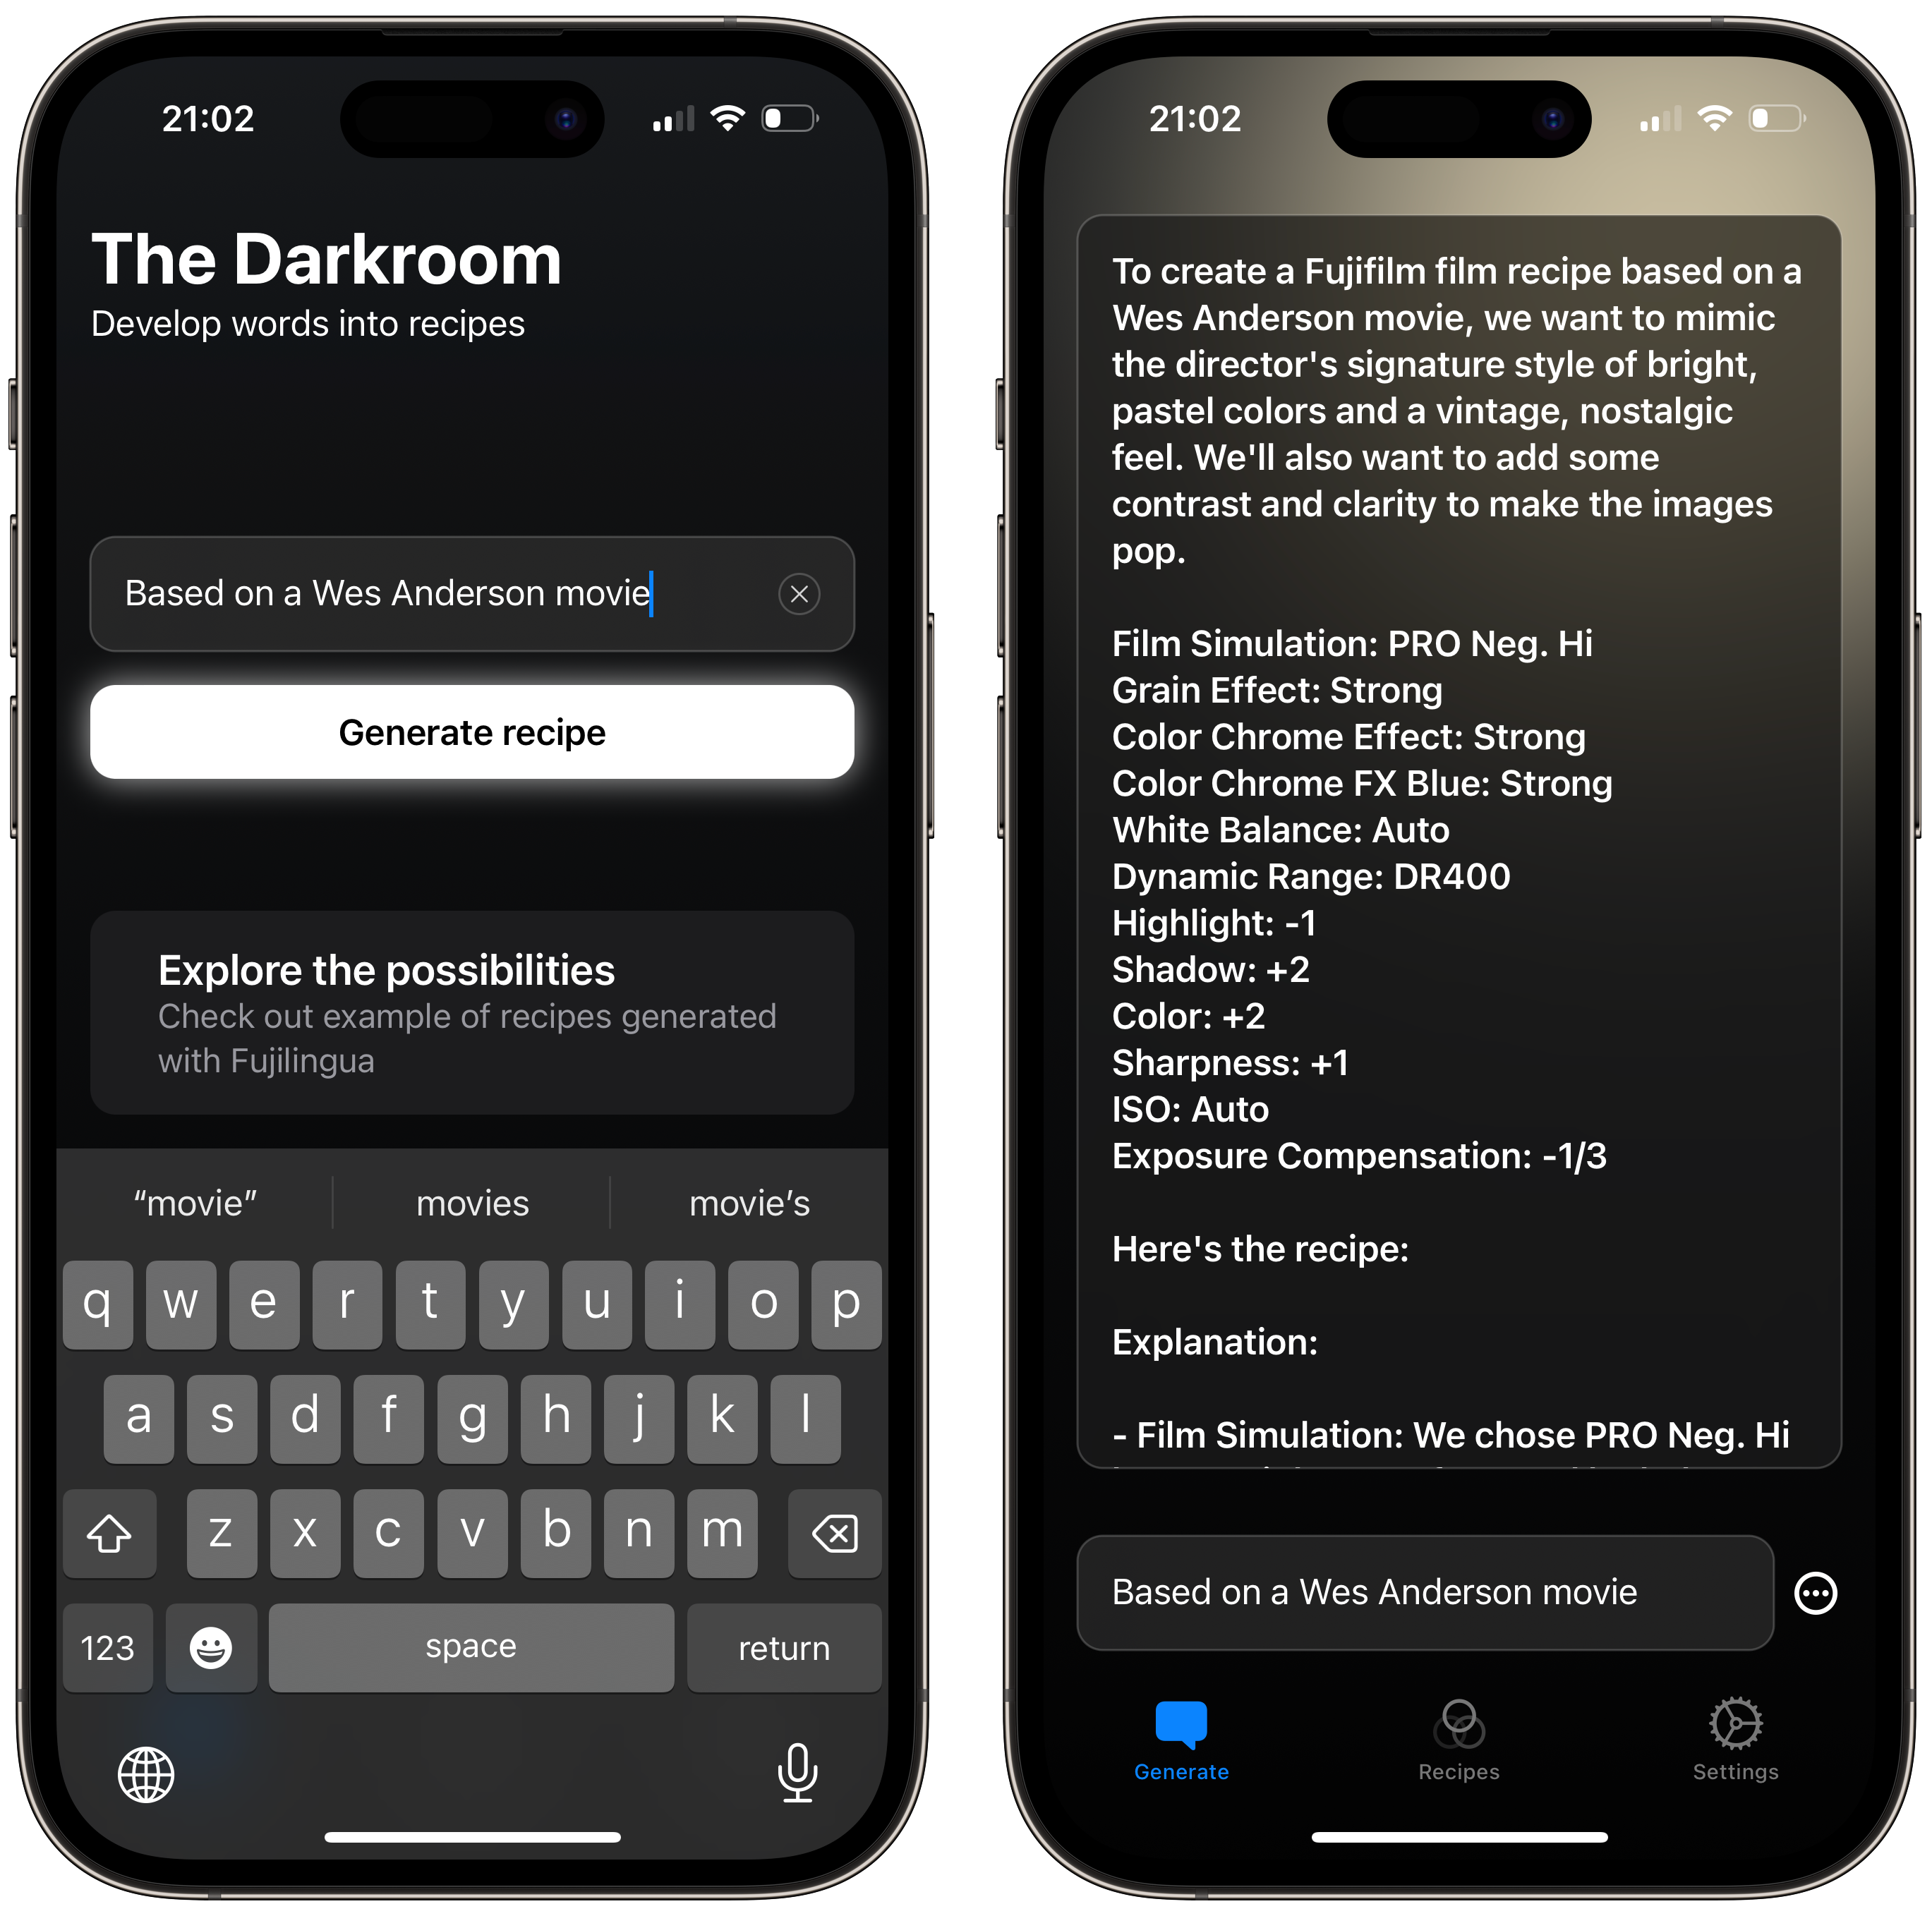 21:02
The Darkroom
Develop words into recipes
Based on a Wes Anderson movie
Generate recipe
Explore the possibilities
Check out example of recipes generated
with Fujilingua
“movie”
movies
movie’s
q w e r t y u i o p
a s d f g h j k l
z x c v b n m
123
space
return
21:02
To create a Fujifilm film recipe based on a
Wes Anderson movie, we want to mimic
the director's signature style of bright,
pastel colors and a vintage, nostalgic
feel. We'll also want to add some
contrast and clarity to make the images
pop.
Film Simulation: PRO Neg. Hi
Grain Effect: Strong
Color Chrome Effect: Strong
Color Chrome FX Blue: Strong
White Balance: Auto
Dynamic Range: DR400
Highlight: -1
Shadow: +2
Color: +2
Sharpness: +1
ISO: Auto
Exposure Compensation: -1/3
Here's the recipe:
Explanation:
- Film Simulation: We chose PRO Neg. Hi
Based on a Wes Anderson movie
Generate
Recipes
Settings